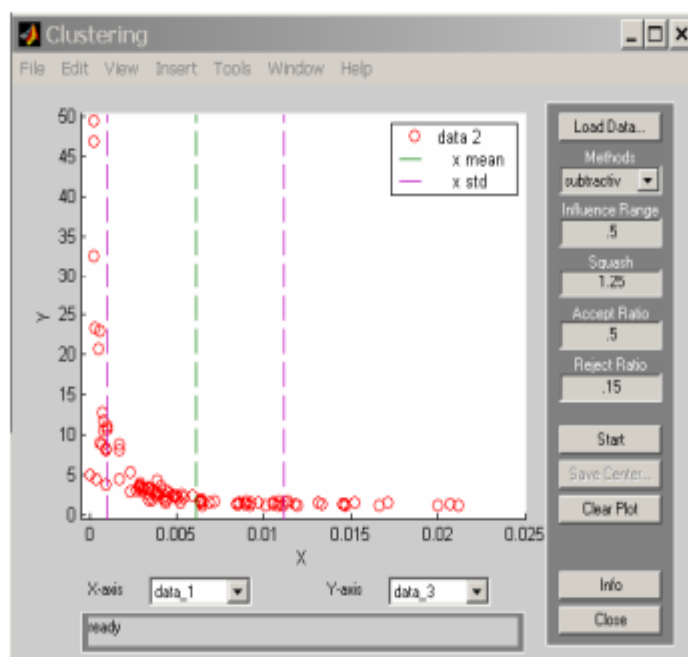 Clustering
File Edit View Insert Tools Window Help
50
45
40
35
30
25
20
15
10
5
0
Y
0 0.005 0.01 0.015 0.02 0.025
X
data 2
x mean
x std
Load Data...
Methods
subtractiv
Influence Range
.5
Squash
1.25
Accept Ratio
.5
Reject Ratio
.15
Start
Save Center...
Clear Plot
Info
Close
X-axis data_1 Y-axis data_3
ready